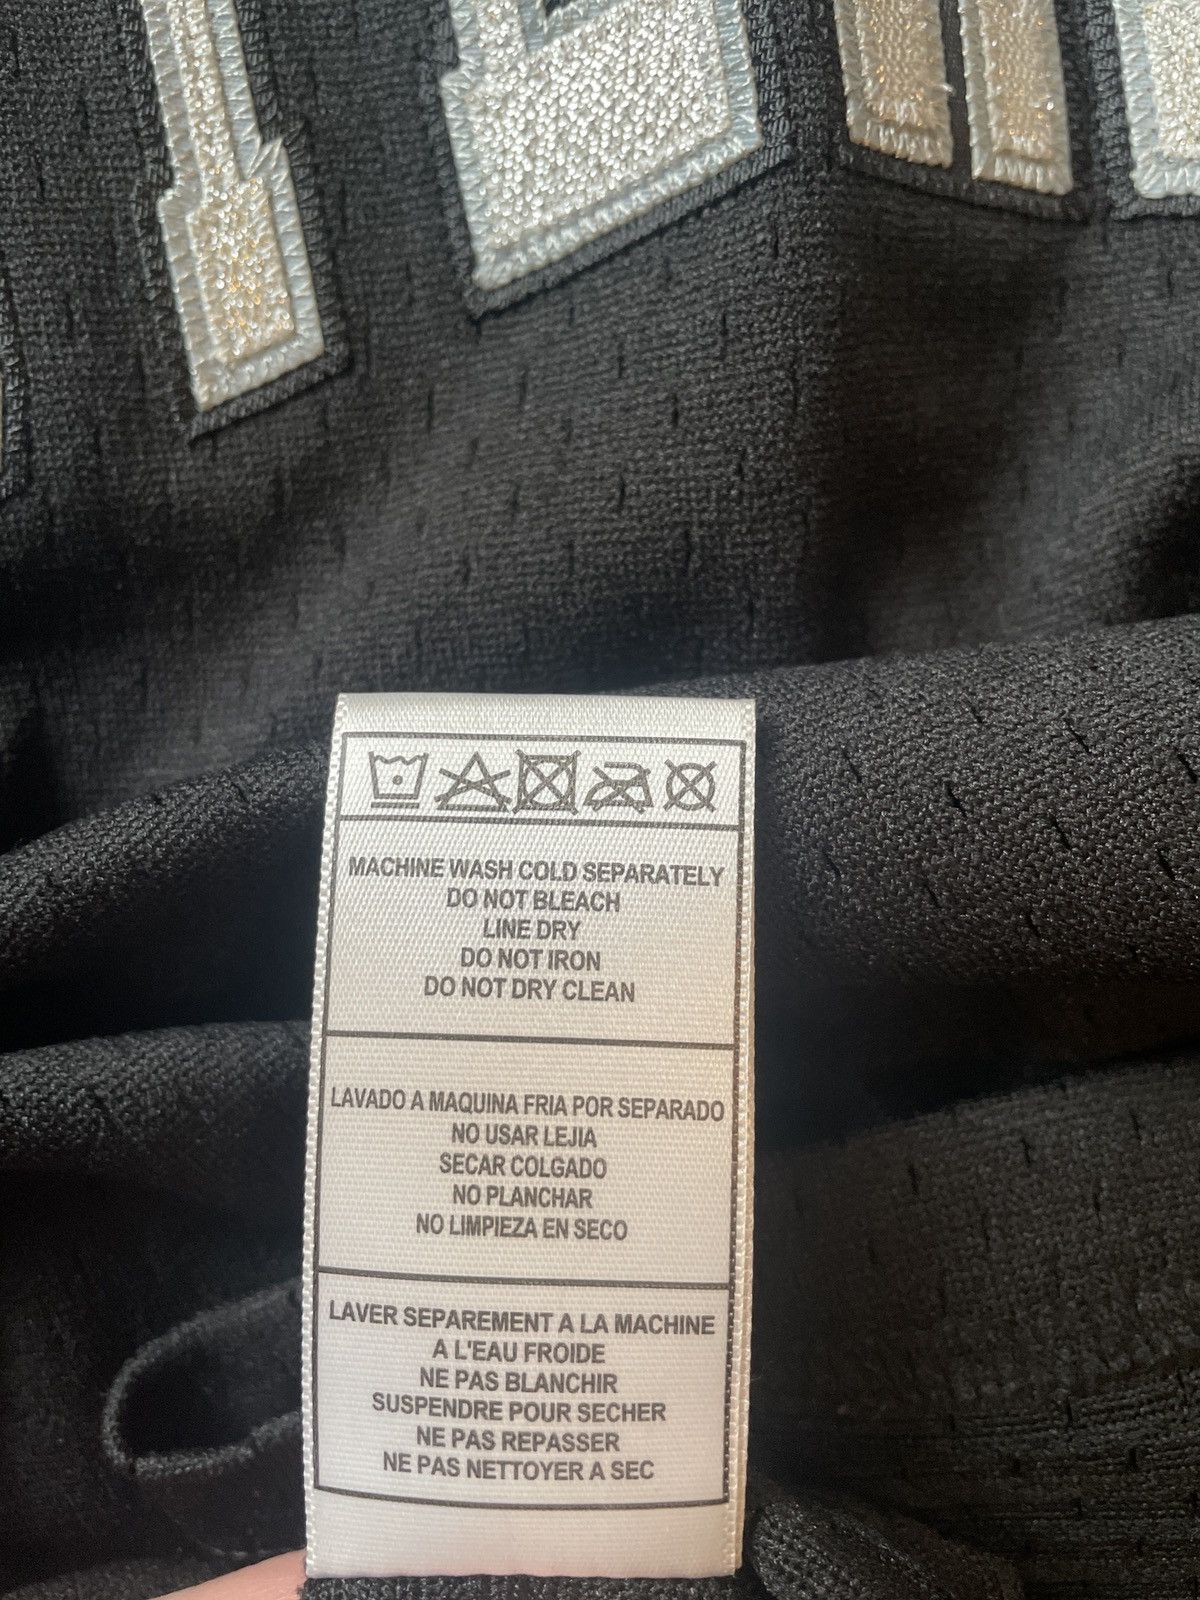 MACHINE WASH COLD SEPARATELY
DO NOT BLEACH
LINE DRY
DO NOT IRON
DO NOT DRY CLEAN
LAVADO A MAQUINA FRIA POR SEPARADO
NO USAR LEJIA
SECAR COLGADO
NO PLANCHAR
NO LIMPIEZA EN SECO
LAVER SEPAREMENT A LA MACHINE
A L'EAU FROIDE
NE PAS BLANCHIR
SUSPENDRE POUR SECHER
NE PAS REPASSER
NE PAS NETTOYER A SEC